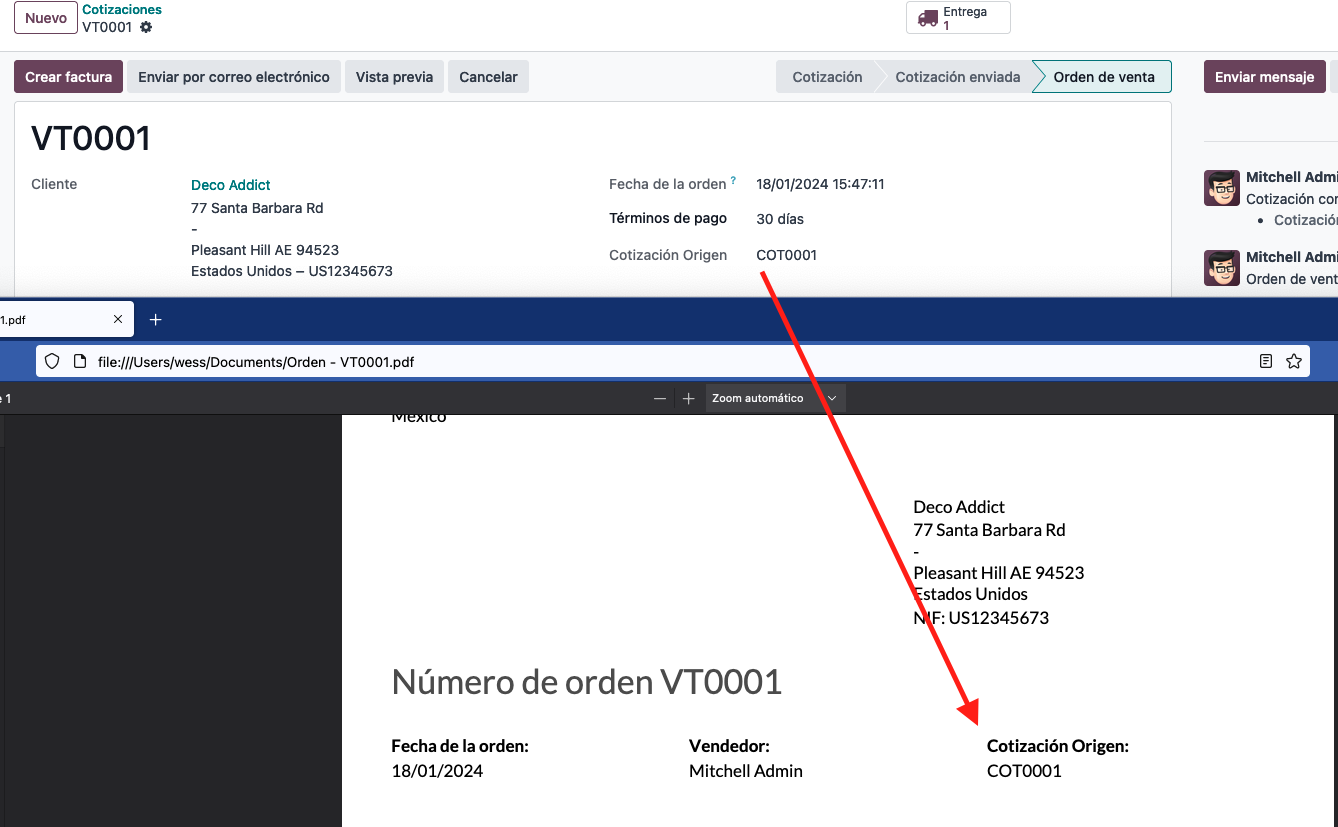 Nuevo
Cotizaciones
VT0001
Entrega
1
Crear factura
Enviar por correo electrónico
Vista previa
Cancelar
Cotización
Cotización enviada
Orden de venta
Enviar mensaje
VT0001
Cliente
Deco Addict
77 Santa Barbara Rd
-
Pleasant Hill AE 94523
Estados Unidos – US12345673
Fecha de la orden ?
18/01/2024 15:47:11
Términos de pago
30 días
Cotización Origen
COT0001
Mitchell Admi
Cotización cor
• Cotizació
Mitchell Admi
Orden de vent
1.pdf
file:///Users/wess/Documents/Orden - VT0001.pdf
e 1
Zoom automático
México
Deco Addict
77 Santa Barbara Rd
-
Pleasant Hill AE 94523
Estados Unidos
NIF: US12345673
Número de orden VT0001
Fecha de la orden:
18/01/2024
Vendedor:
Mitchell Admin
Cotización Origen:
COT0001